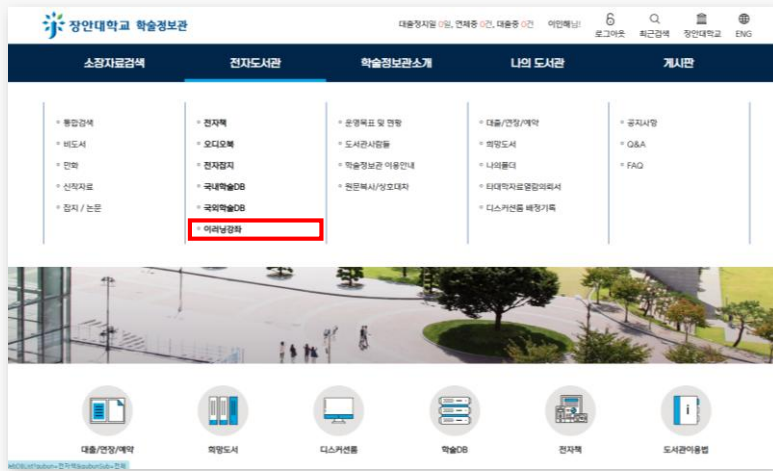 장안대학교 학술정보관
대출정지일 0일, 연체중 0건, 대출중 0건 이민해님! 로그아웃 최근검색 장안대학교 ENG
소장자료검색 전자도서관 학술정보관소개 나의 도서관 게시판
통합검색 전자책 운영목표 및 현황 대출/연장/예약 공지사항
비도서 오디오북 도서관사람들 희망도서 Q&A
만화 전자잡지 학술정보관 이용안내 나의폴더 FAQ
신착자료 국내학술DB 원문복사/상호대차 타대학자료열람의뢰서
잡지 / 논문 국외학술DB 디스커션룸 배정기록
이러닝강좌
대출/연장/예약 희망도서 디스커션룸 학술DB 전자책 도서관이용법